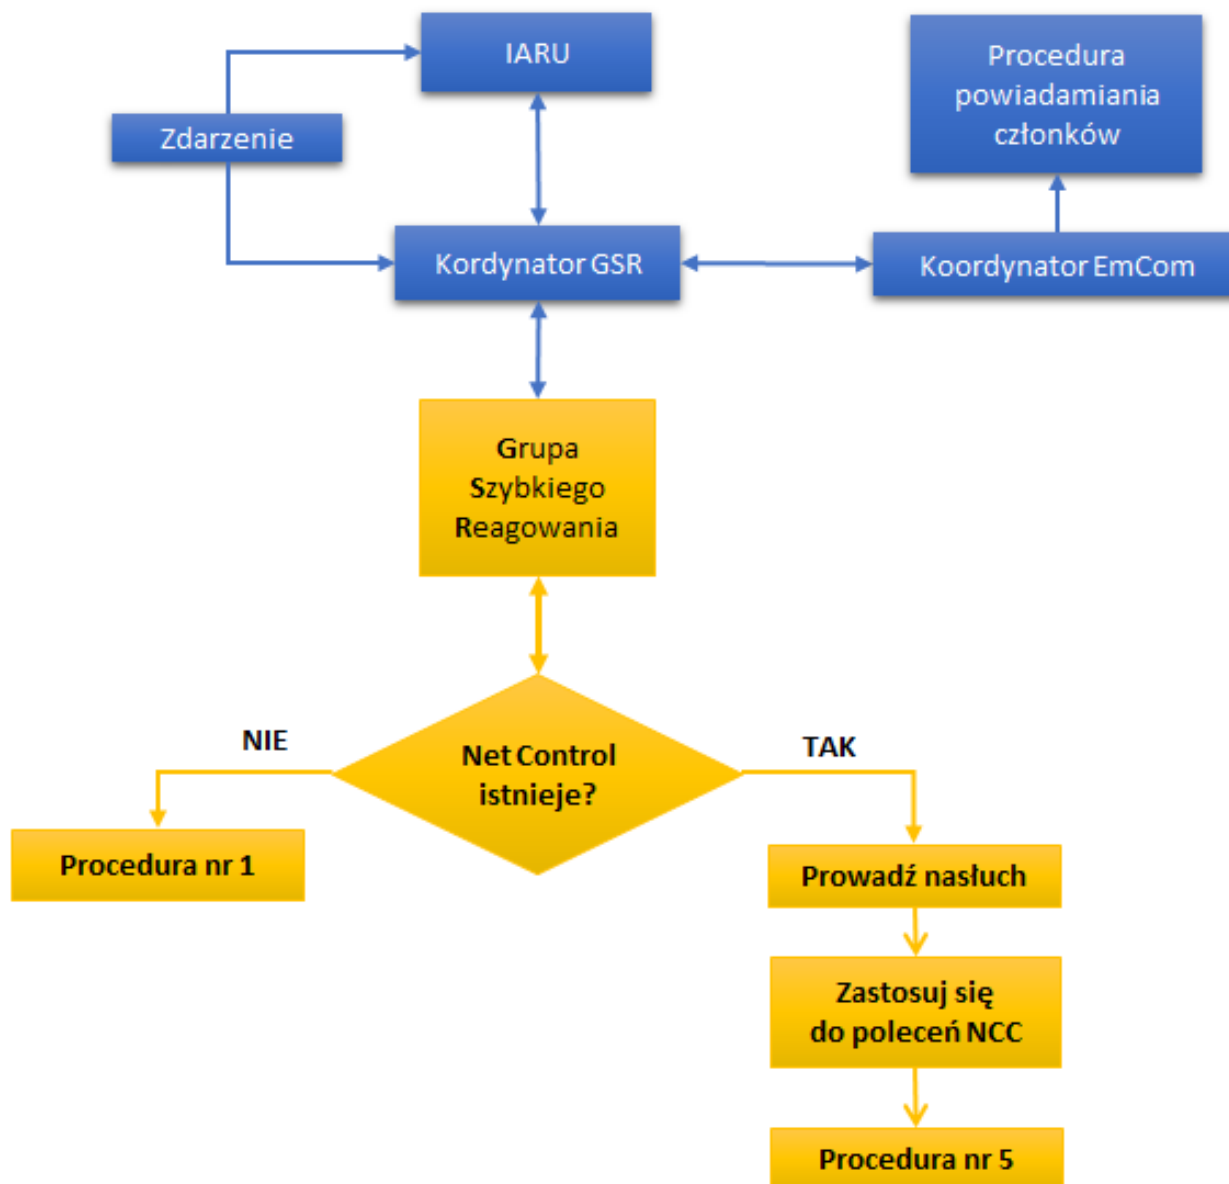 IARU
Procedura
powiadamiania
członków
Zdarzenie
Kordynator GSR
Koordynator EmCom
Grupa
Szybkiego
Reagowania
NIE
TAK
Net Control
istnieje?
Procedura nr 1
Prowadź nasłuch
Zastosuj się
do poleceń NCC
Procedura nr 5